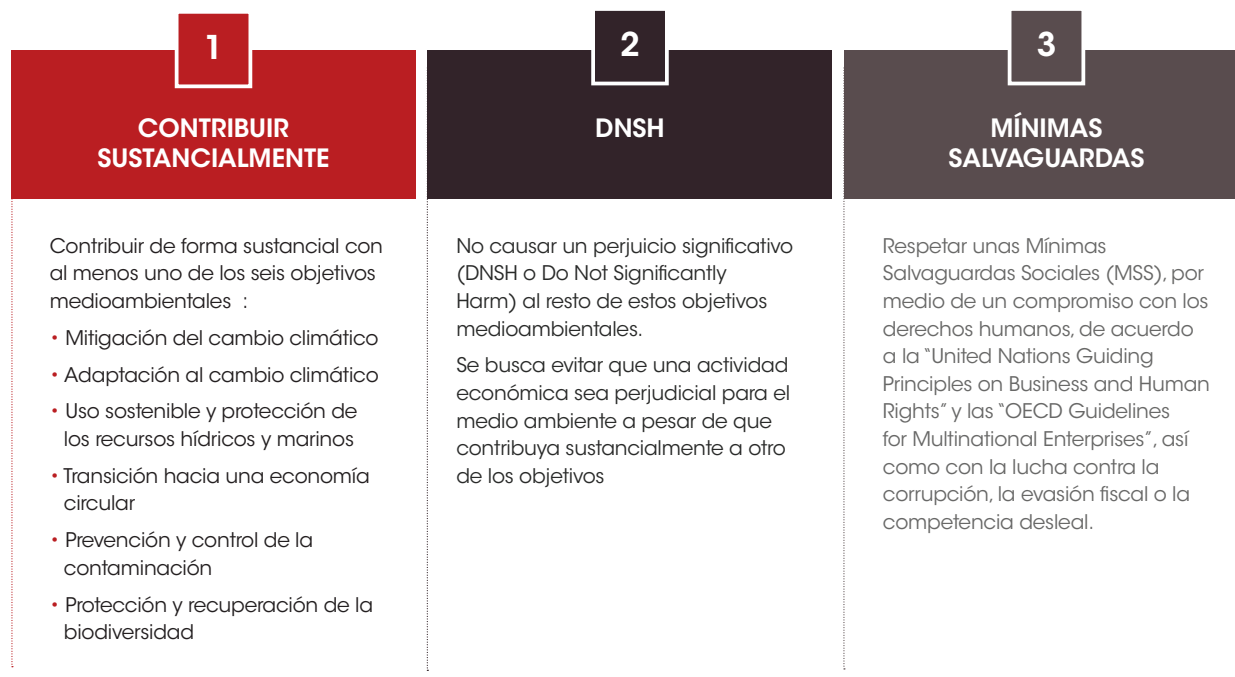 1
CONTRIBUIR
SUSTANCIALMENTE
Contribuir de forma sustancial con
al menos uno de los seis objetivos
medioambientales :
• Mitigación del cambio climático
• Adaptación al cambio climático
• Uso sostenible y protección de
los recursos hídricos y marinos
• Transición hacia una economía
circular
• Prevención y control de la
contaminación
• Protección y recuperación de la
biodiversidad
2
DNSH
No causar un perjuicio significativo
(DNSH o Do Not Significantly
Harm) al resto de estos objetivos
medioambientales.
Se busca evitar que una actividad
económica sea perjudicial para el
medio ambiente a pesar de que
contribuya sustancialmente a otro
de los objetivos
3
MÍNIMAS
SALVAGUARDAS
Respetar unas Mínimas
Salvaguardas Sociales (MSS), por
medio de un compromiso con los
derechos humanos, de acuerdo
a la “United Nations Guiding
Principles on Business and Human
Rights” y las “OECD Guidelines
for Multinational Enterprises”, así
como con la lucha contra la
corrupción, la evasión fiscal o la
competencia desleal.